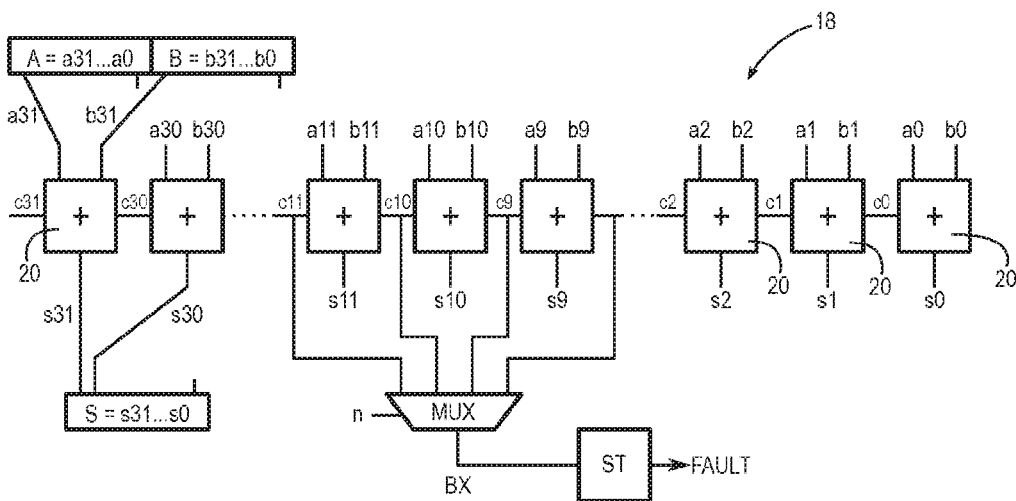 18
A = a31...a0 B = b31...b0
a31 b31 a30 b30 a11 b11 a10 b10 a9 b9 a2 b2 a1 b1 a0 b0
c31 + c30 + c11 + c10 + c9 + c2 + c1 + c0 +
20 20 20 20
s31 s30 s11 s10 s9 s2 s1 s0
S = s31...s0
n MUX
BX ST FAULT